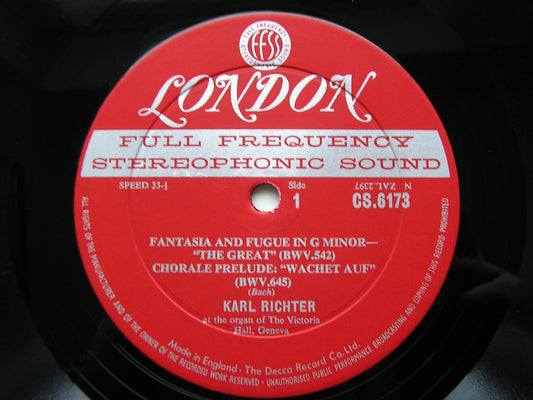 FULL FREQUENCY
FFSS
LONDON
FULL FREQUENCY
STEREOPHONIC SOUND
SPEED 33-⅓
Side
1
N ZAL.2397
CS.6173
FANTASIA AND FUGUE IN G MINOR—
“THE GREAT” (BWV.542)
CHORALE PRELUDE: “WACHET AUF”
(BWV.645)
(Bach)
KARL RICHTER
at the organ of The Victoria
Hall, Geneva
Made in England · The Decca Record Co. Ltd.
ALL RIGHTS OF THE MANUFACTURER AND OF THE OWNER OF THE RECORDED WORK RESERVED · UNAUTHORISED PUBLIC PERFORMANCE BROADCASTING AND COPYING OF THIS RECORD PROHIBITED